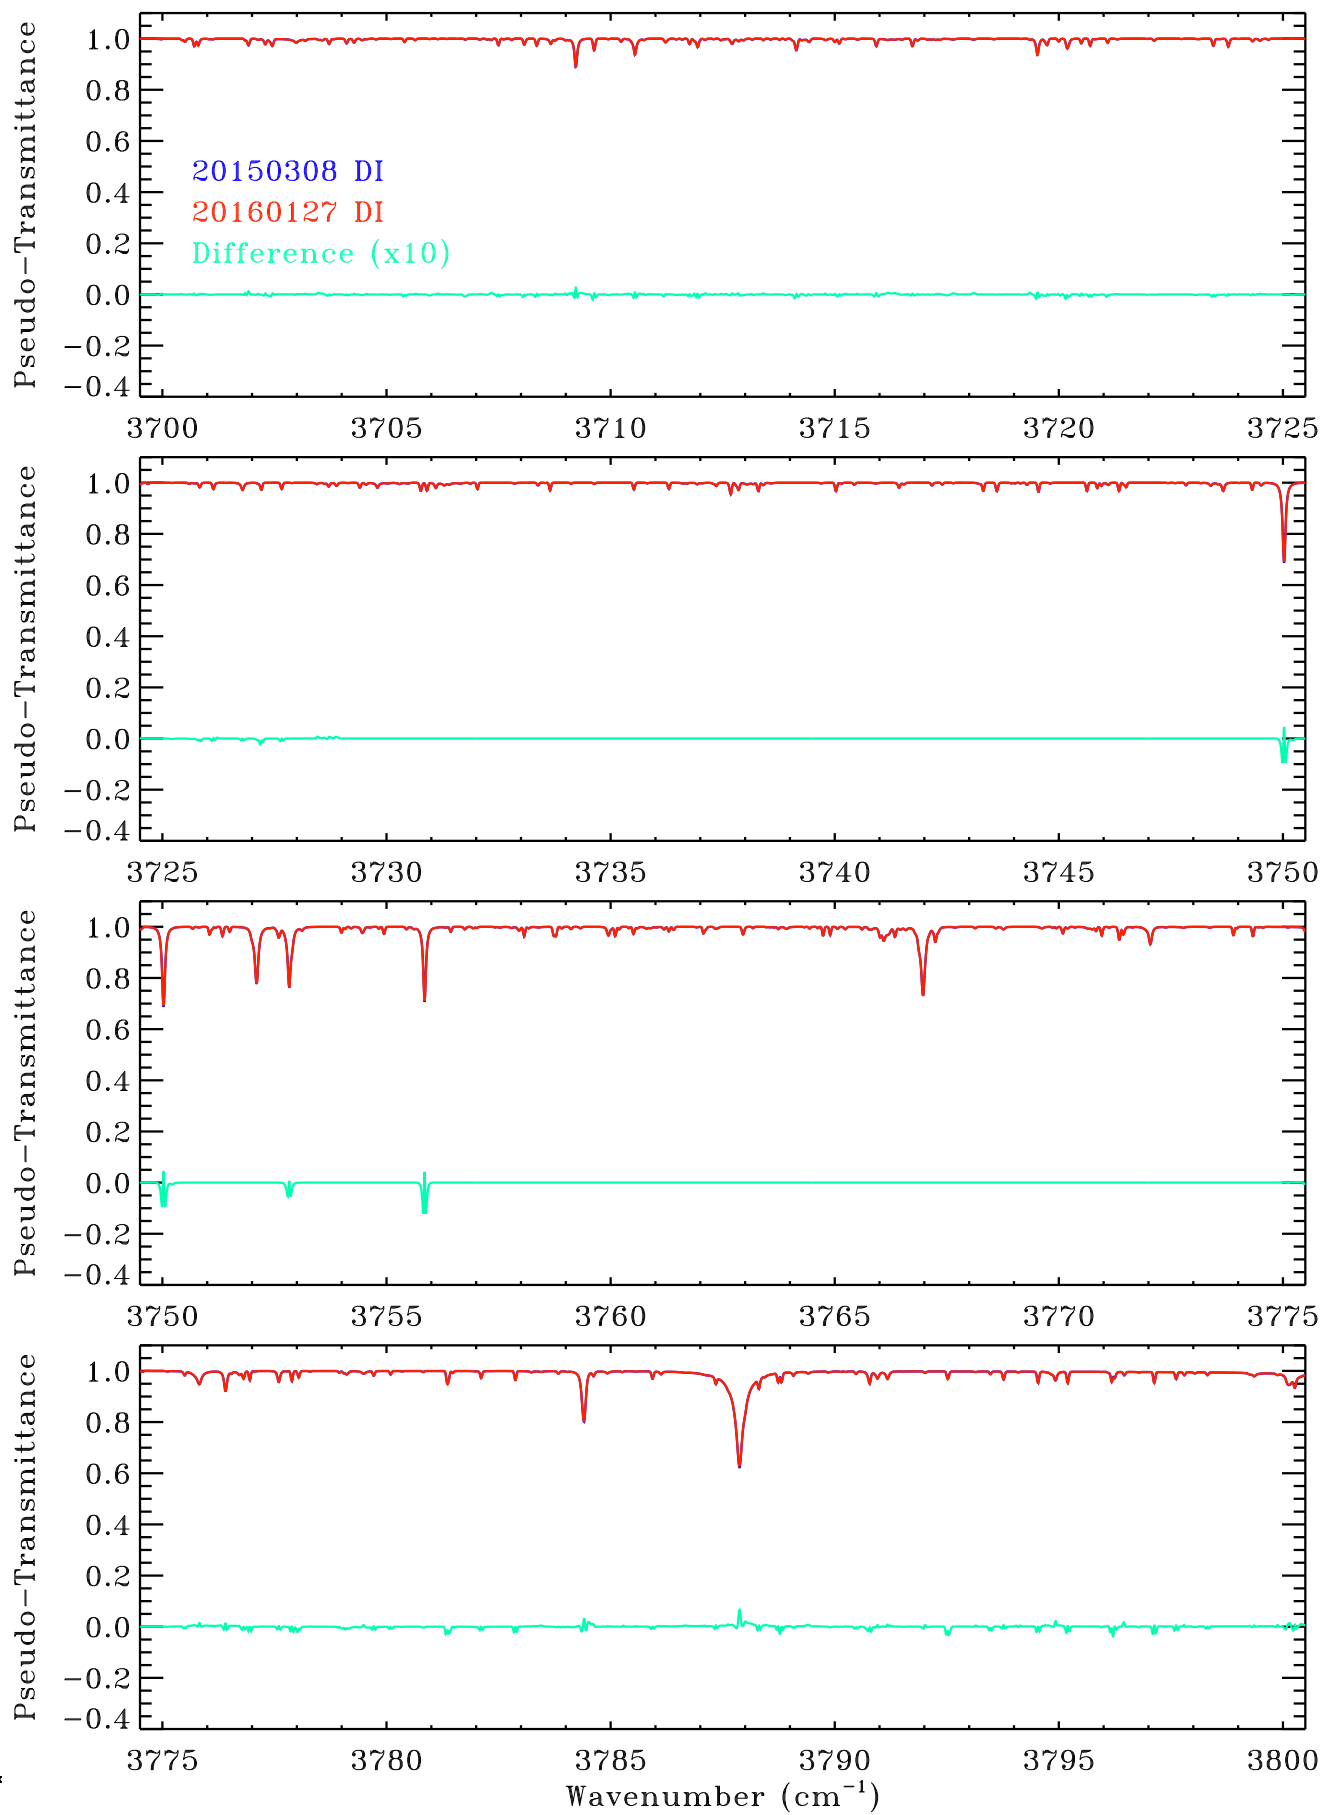 Pseudo−Transmittance
1.0
0.8
0.6
0.4
0.2
0.0
−0.2
−0.4
20150308 DI
20160127 DI
Difference (x10)
3700 3705 3710 3715 3720 3725
Pseudo−Transmittance
1.0
0.8
0.6
0.4
0.2
0.0
−0.2
−0.4
3725 3730 3735 3740 3745 3750
Pseudo−Transmittance
1.0
0.8
0.6
0.4
0.2
0.0
−0.2
−0.4
3750 3755 3760 3765 3770 3775
Pseudo−Transmittance
1.0
0.8
0.6
0.4
0.2
0.0
−0.2
−0.4
3775 3780 3785 3790 3795 3800
Wavenumber (cm⁻¹)